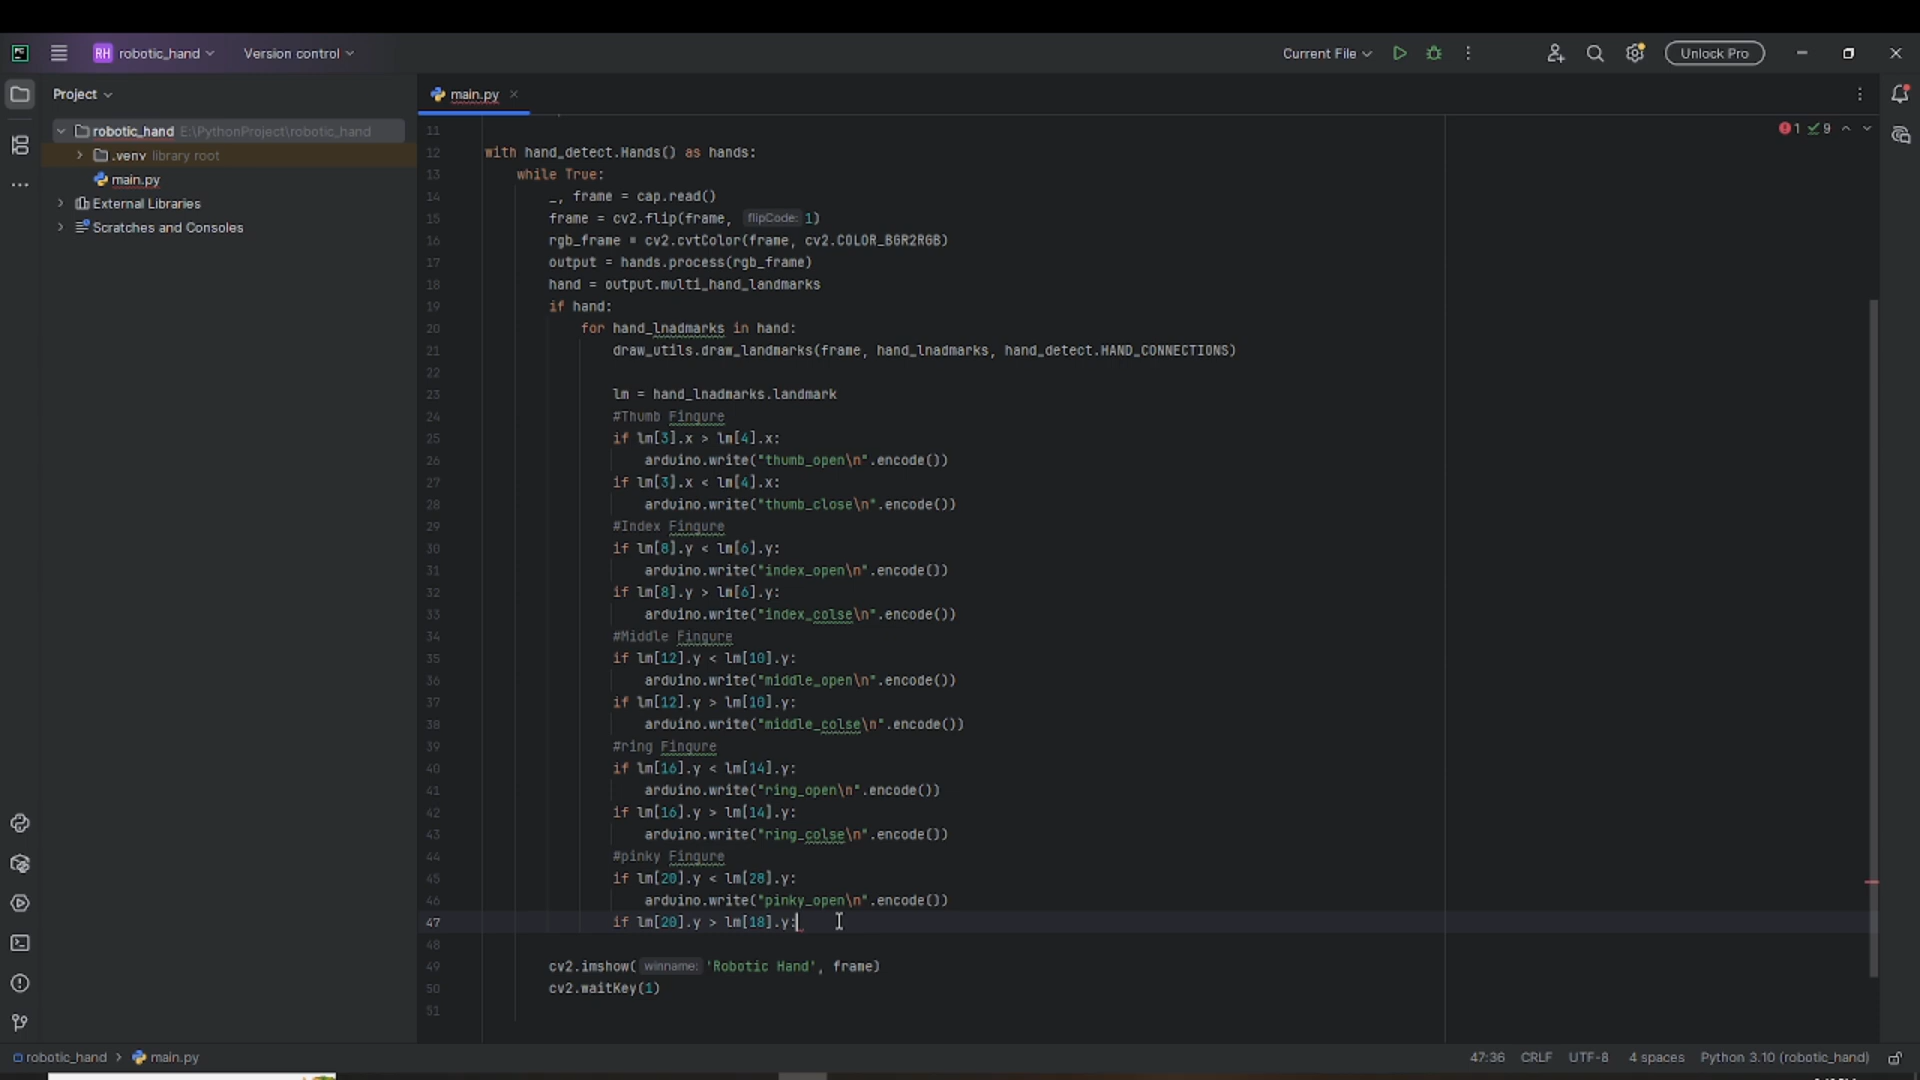 RH robotic_hand
Version control
Current File
Unlock Pro
Project
main.py
robotic_hand E:\PythonProject\robotic_hand
.venv library root
main.py
External Libraries
Scratches and Consoles
1 9
11
12 with hand_detect.Hands() as hands:
13 while True:
14 _, frame = cap.read()
15 frame = cv2.flip(frame, flipCode: 1)
16 rgb_frame = cv2.cvtColor(frame, cv2.COLOR_BGR2RGB)
17 output = hands.process(rgb_frame)
18 hand = output.multi_hand_landmarks
19 if hand:
20 for hand_lnadmarks in hand:
21 draw_utils.draw_landmarks(frame, hand_lnadmarks, hand_detect.HAND_CONNECTIONS)
22
23 lm = hand_lnadmarks.landmark
24 #Thumb Fingure
25 if lm[3].x > lm[4].x:
26 arduino.write("thumb_open\n".encode())
27 if lm[3].x < lm[4].x:
28 arduino.write("thumb_close\n".encode())
29 #Index Fingure
30 if lm[8].y < lm[6].y:
31 arduino.write("index_open\n".encode())
32 if lm[8].y > lm[6].y:
33 arduino.write("index_colse\n".encode())
34 #Middle Fingure
35 if lm[12].y < lm[10].y:
36 arduino.write("middle_open\n".encode())
37 if lm[12].y > lm[10].y:
38 arduino.write("middle_colse\n".encode())
39 #ring Fingure
40 if lm[16].y < lm[14].y:
41 arduino.write("ring_open\n".encode())
42 if lm[16].y > lm[14].y:
43 arduino.write("ring_colse\n".encode())
44 #pinky Fingure
45 if lm[20].y < lm[28].y:
46 arduino.write("pinky_open\n".encode())
47 if lm[20].y > lm[18].y:
48
49 cv2.imshow( winname: 'Robotic Hand', frame)
50 cv2.waitKey(1)
51
robotic_hand > main.py
47:36 CRLF UTF-8 4 spaces Python 3.10 (robotic_hand)